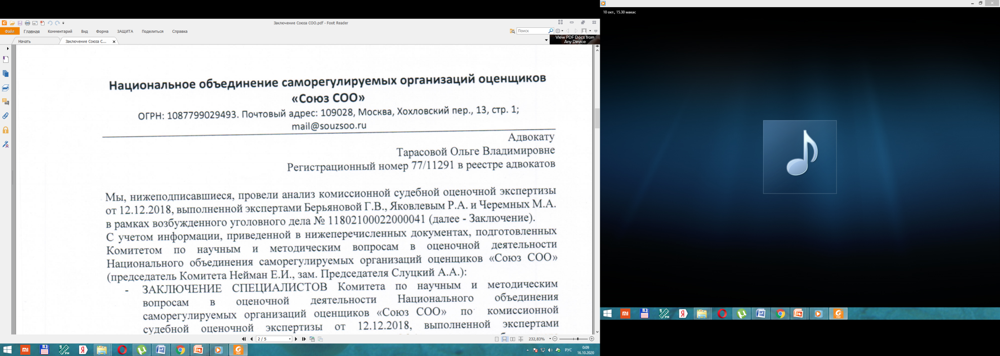 Заключение Союза СОО.pdf - Foxit Reader
Файл Главная Комментарий Вид Форма ЗАЩИТА Поделиться Справка
Поиск
Начать
Заключение Союза С...
View PDF Docs from
Any Device
Национальное объединение саморегулируемых организаций оценщиков
«Союз СОО»
ОГРН: 1087799029493. Почтовый адрес: 109028, Москва, Хохловский пер., 13, стр. 1;
mail@souzsoo.ru
Адвокату
Тарасовой Ольге Владимировне
Регистрационный номер 77/11291 в реестре адвокатов
Мы, нижеподписавшиеся, провели анализ комиссионной судебной оценочной экспертизы
от 12.12.2018, выполненной экспертами Берьяновой Г.В., Яковлевым Р.А. и Черемных М.А.
в рамках возбужденного уголовного дела № 11802100022000041 (далее - Заключение).
С учетом информации, приведенной в нижеперечисленных документах, подготовленных
Комитетом по научным и методическим вопросам в оценочной деятельности
Национального объединения саморегулируемых организаций оценщиков «Союз СОО»
(председатель Комитета Нейман Е.И., зам. Председателя Слуцкий А.А.):
- ЗАКЛЮЧЕНИЕ СПЕЦИАЛИСТОВ Комитета по научным и методическим
вопросам в оценочной деятельности Национального объединения
саморегулируемых организаций оценщиков «Союз СОО» по комиссионной
судебной оценочной экспертизы от 12.12.2018, выполненной экспертами
2 / 5
232,83%
РУС
0:09
16.10.2020
10 окт., 15.30 макас